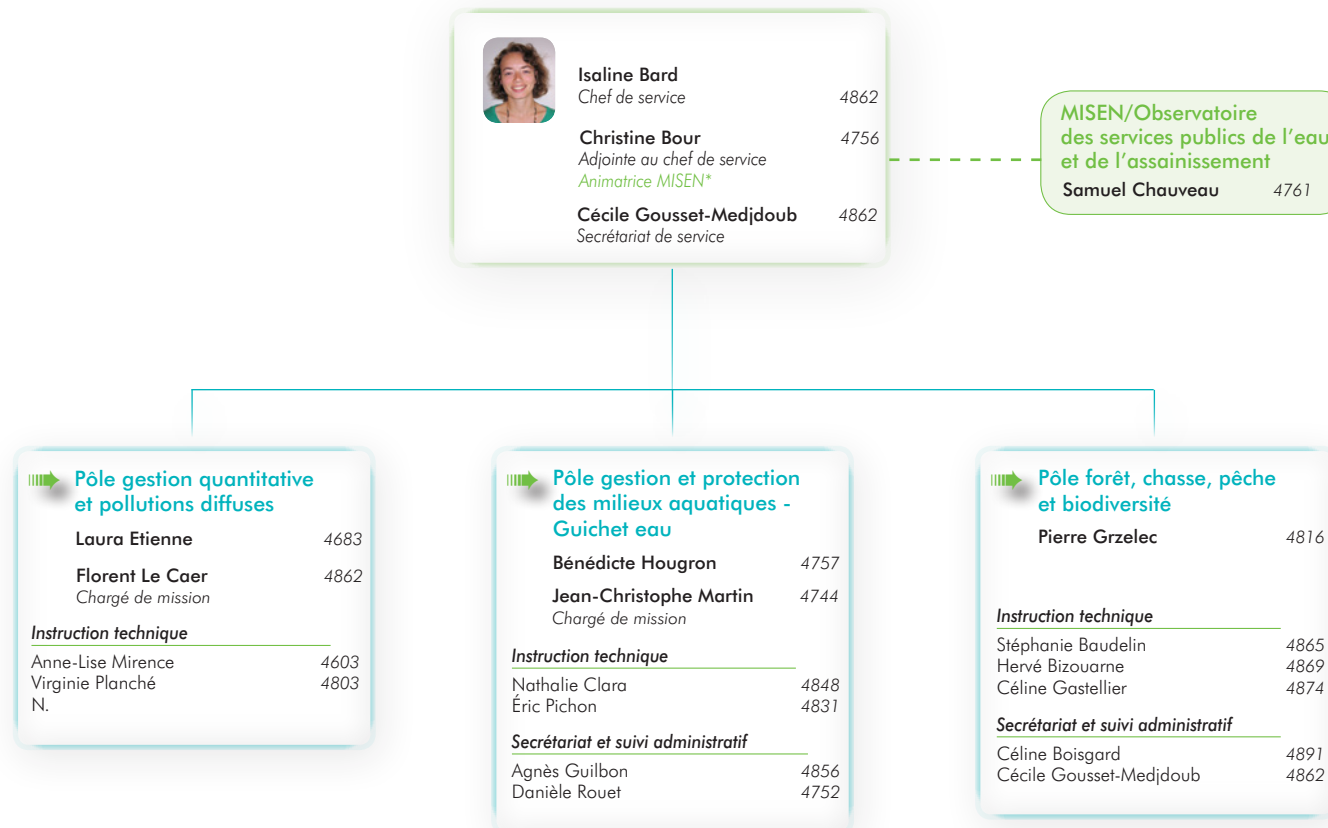 Isaline Bard
Chef de service 4862
Christine Bour 4756
Adjointe au chef de service
Animatrice MISEN*
Cécile Gousset-Medjdoub 4862
Secrétariat de service
MISEN/Observatoire
des services publics de l'eau
et de l'assainissement
Samuel Chauveau 4761
Pôle gestion quantitative
et pollutions diffuses
Laura Etienne 4683
Florent Le Caer 4862
Chargé de mission
Instruction technique
Anne-Lise Mirence 4603
Virginie Planché 4803
N.
Pôle gestion et protection
des milieux aquatiques -
Guichet eau
Bénédicte Hougron 4757
Jean-Christophe Martin 4744
Chargé de mission
Instruction technique
Nathalie Clara 4848
Éric Pichon 4831
Secrétariat et suivi administratif
Agnès Guilbon 4856
Danièle Rouet 4752
Pôle forêt, chasse, pêche
et biodiversité
Pierre Grzelec 4816
Instruction technique
Stéphanie Baudelin 4865
Hervé Bizouarne 4869
Céline Gastellier 4874
Secrétariat et suivi administratif
Céline Boisgard 4891
Cécile Gousset-Medjdoub 4862